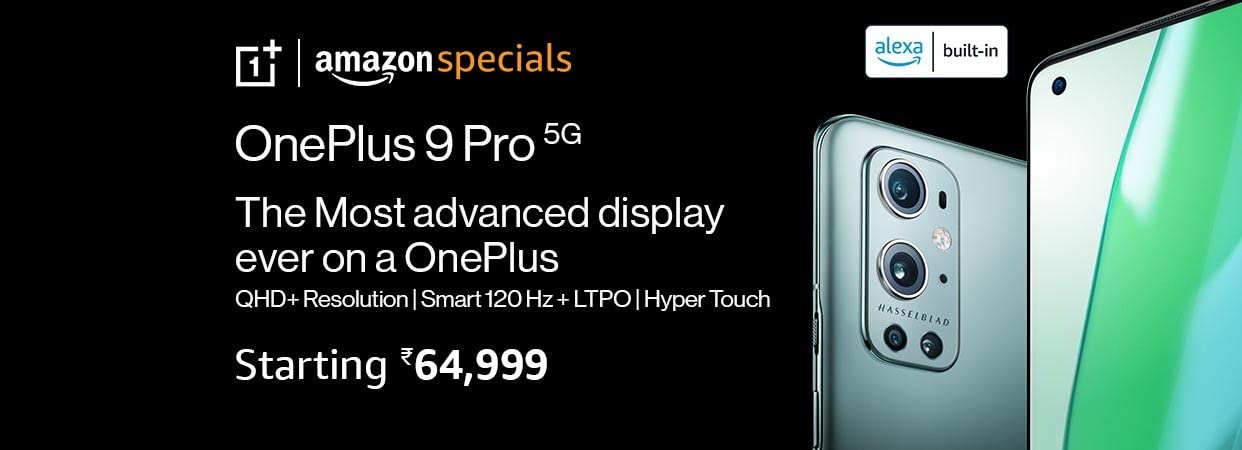 1+ | amazon specials
alexa | built-in
OnePlus 9 Pro 5G
The Most advanced display
ever on a OnePlus
QHD+ Resolution | Smart 120 Hz + LTPO | Hyper Touch
Starting ₹64,999
HASSELBLAD